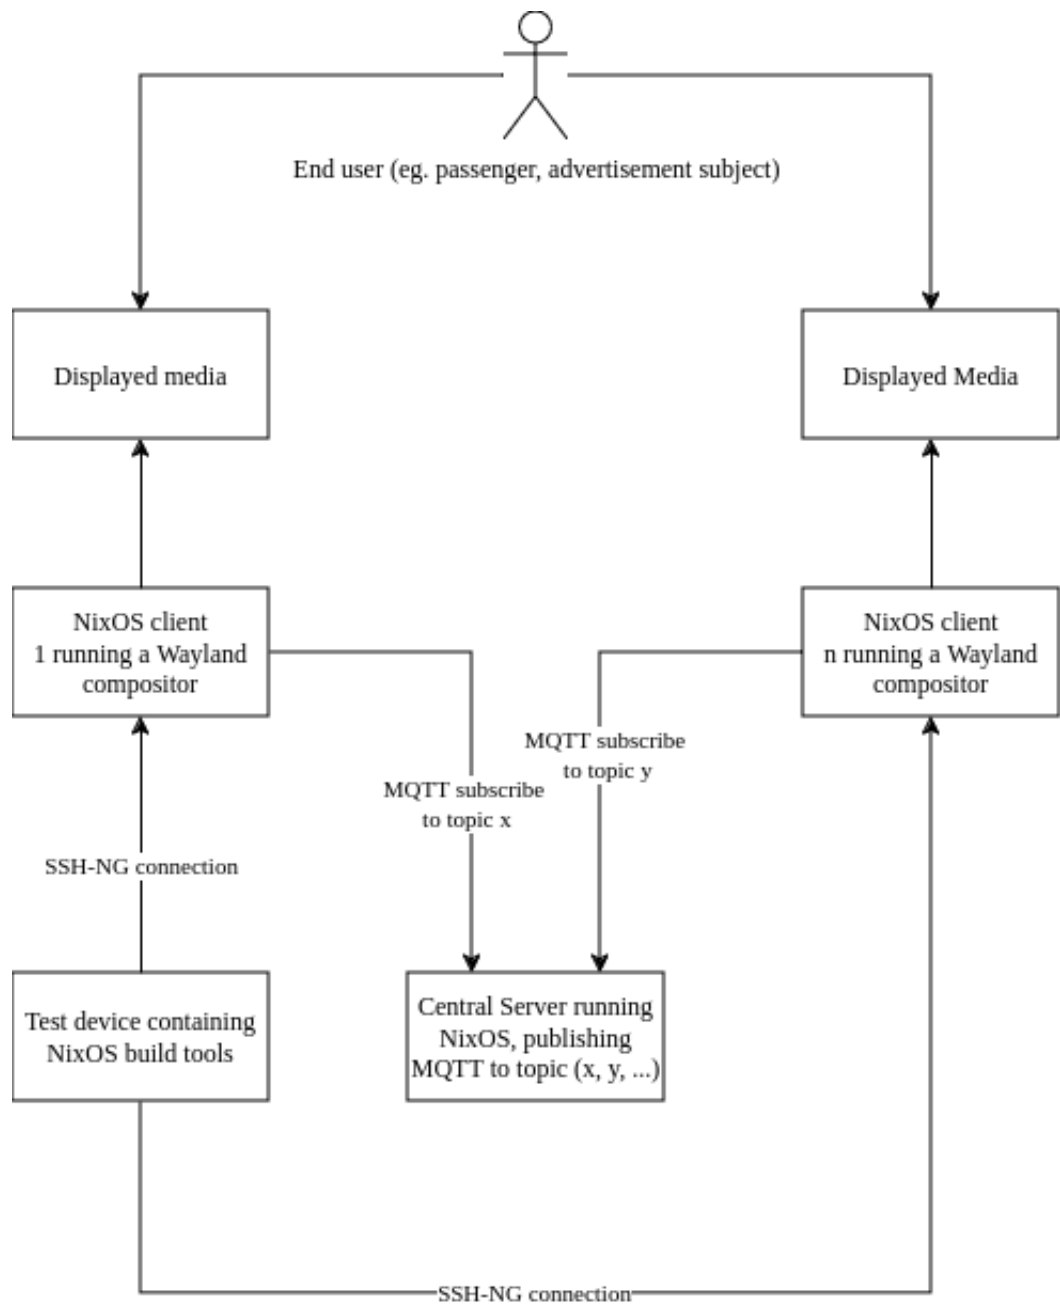 End user (eg. passenger, advertisement subject)
Displayed media
Displayed Media
NixOS client
1 running a Wayland
compositor
NixOS client
n running a Wayland
compositor
MQTT subscribe
to topic y
MQTT subscribe
to topic x
SSH-NG connection
Test device containing
NixOS build tools
Central Server running
NixOS, publishing
MQTT to topic (x, y, ...)
SSH-NG connection